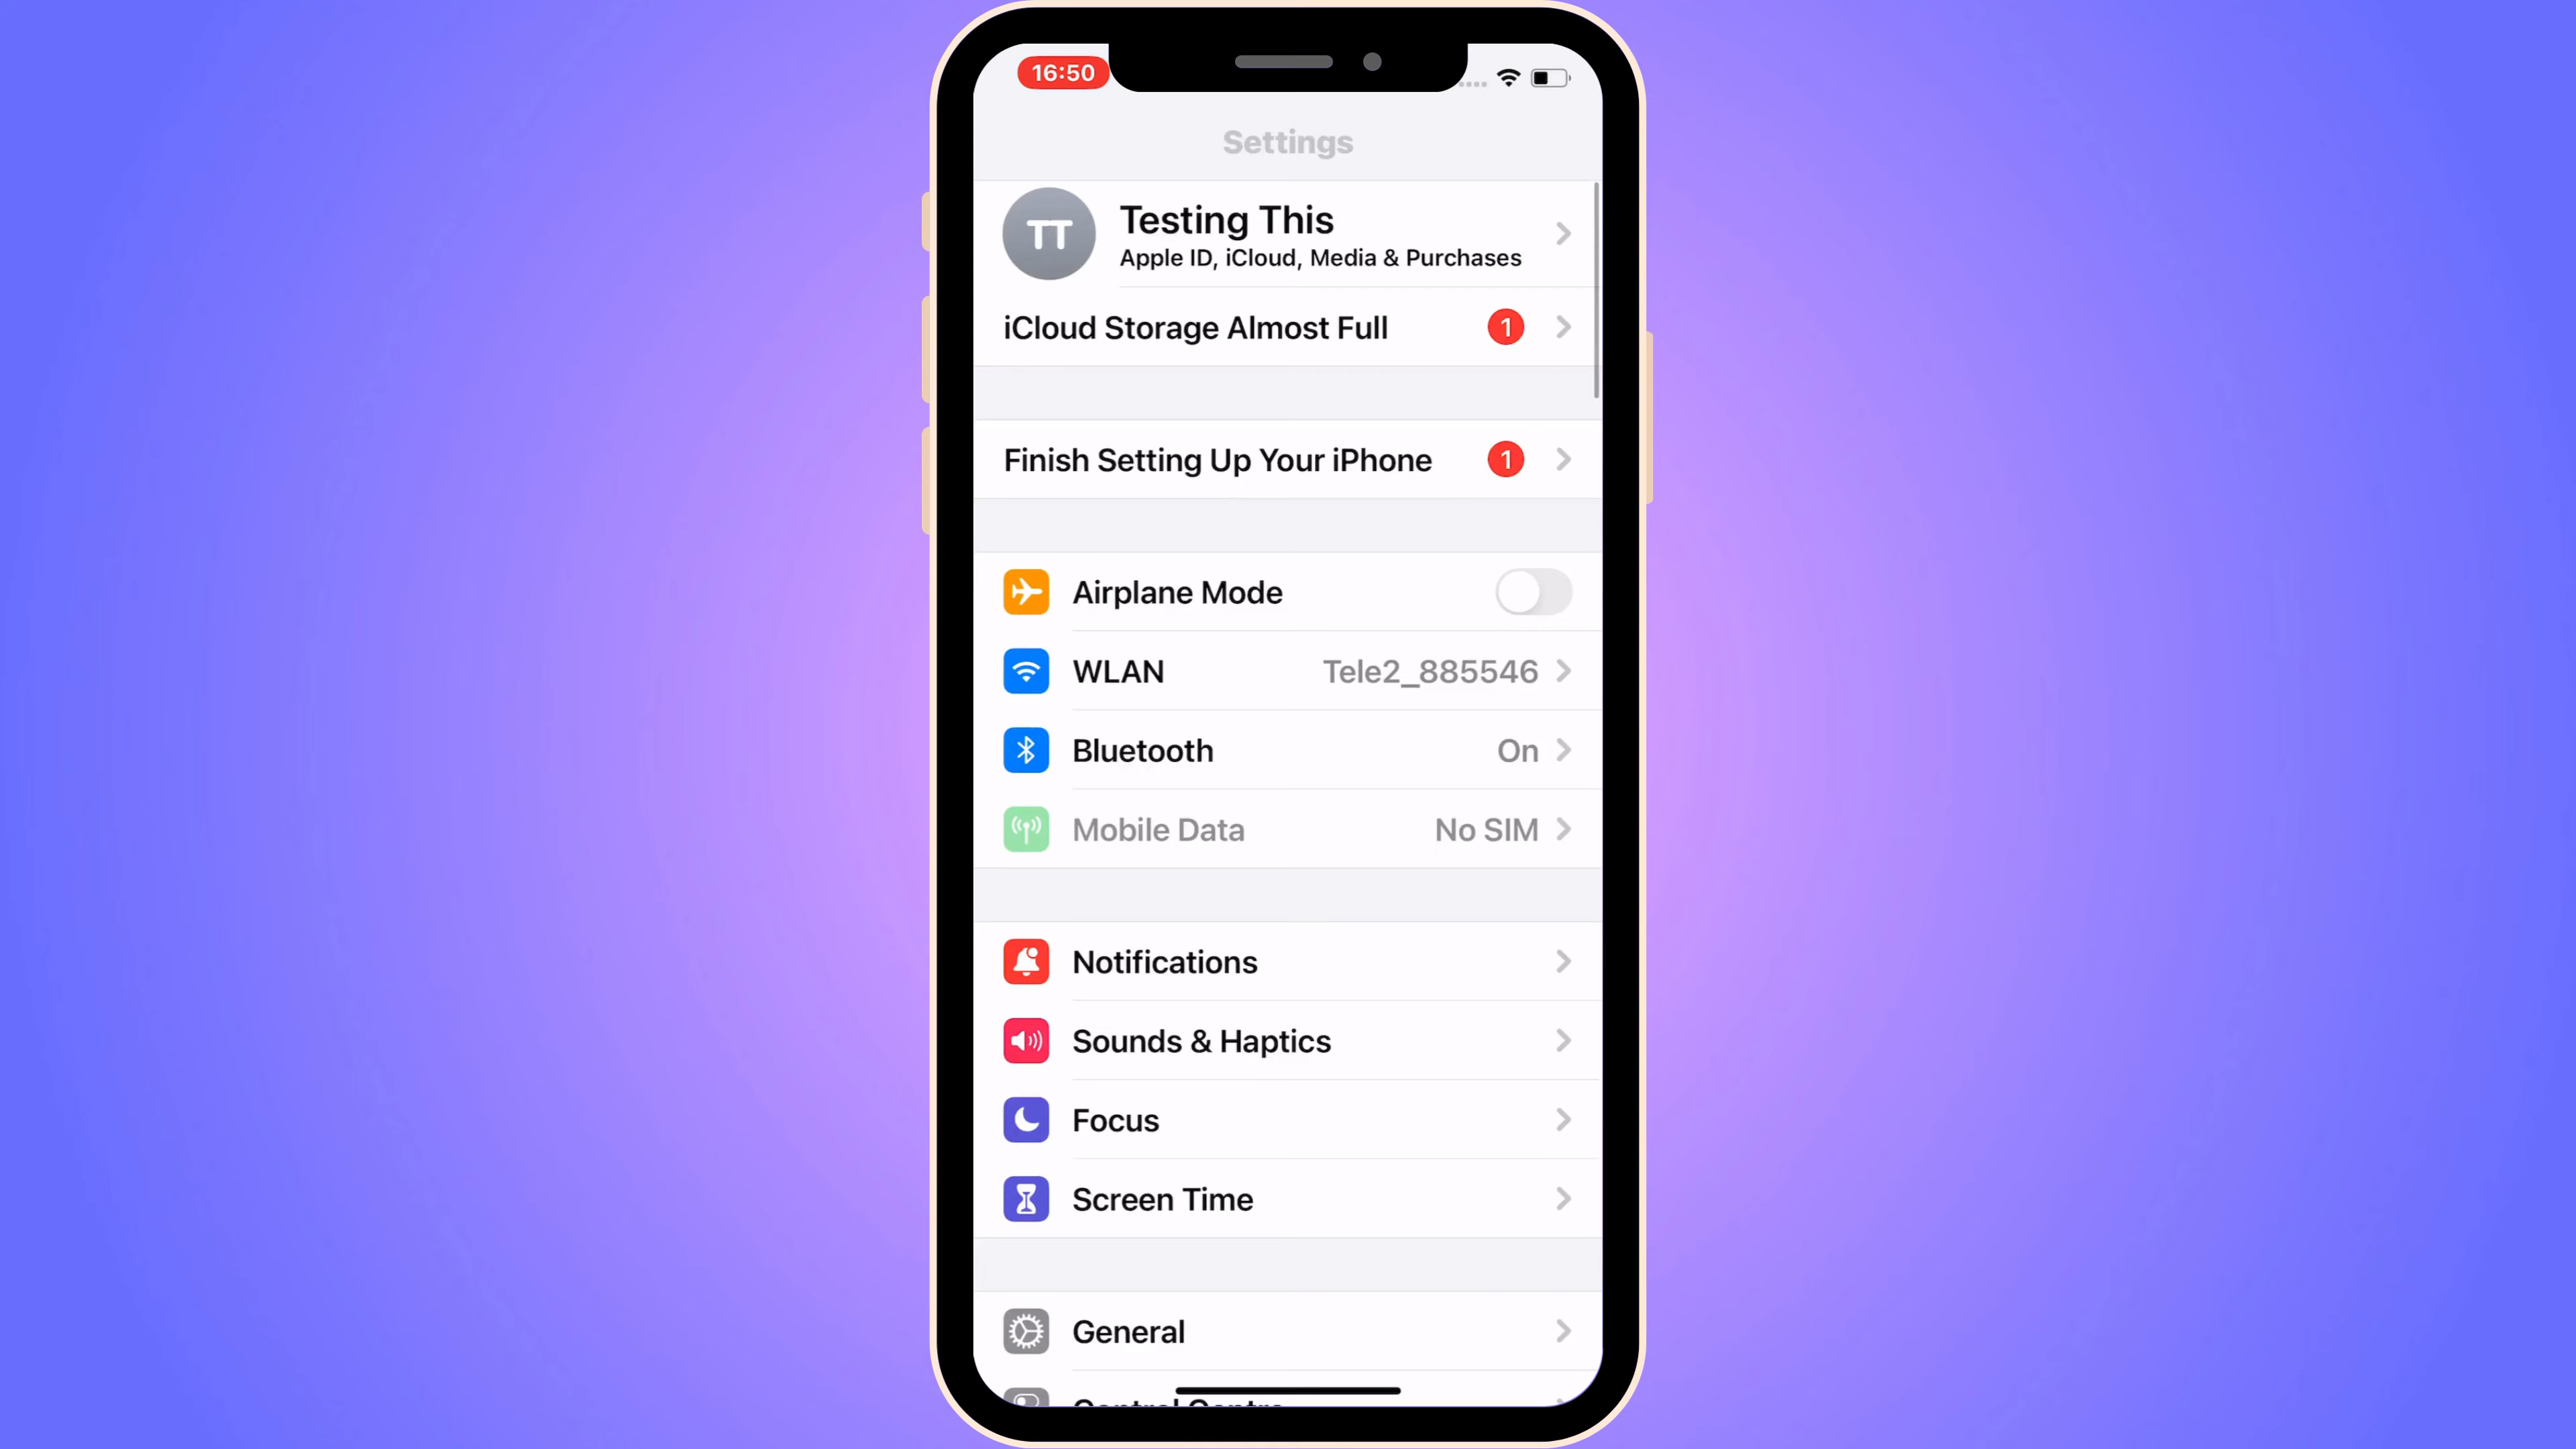 16:50
Settings
TT
Testing This
Apple ID, iCloud, Media & Purchases
iCloud Storage Almost Full 1
Finish Setting Up Your iPhone 1
Airplane Mode
WLAN Tele2_885546
Bluetooth On
Mobile Data No SIM
Notifications
Sounds & Haptics
Focus
Screen Time
General
Control Centre